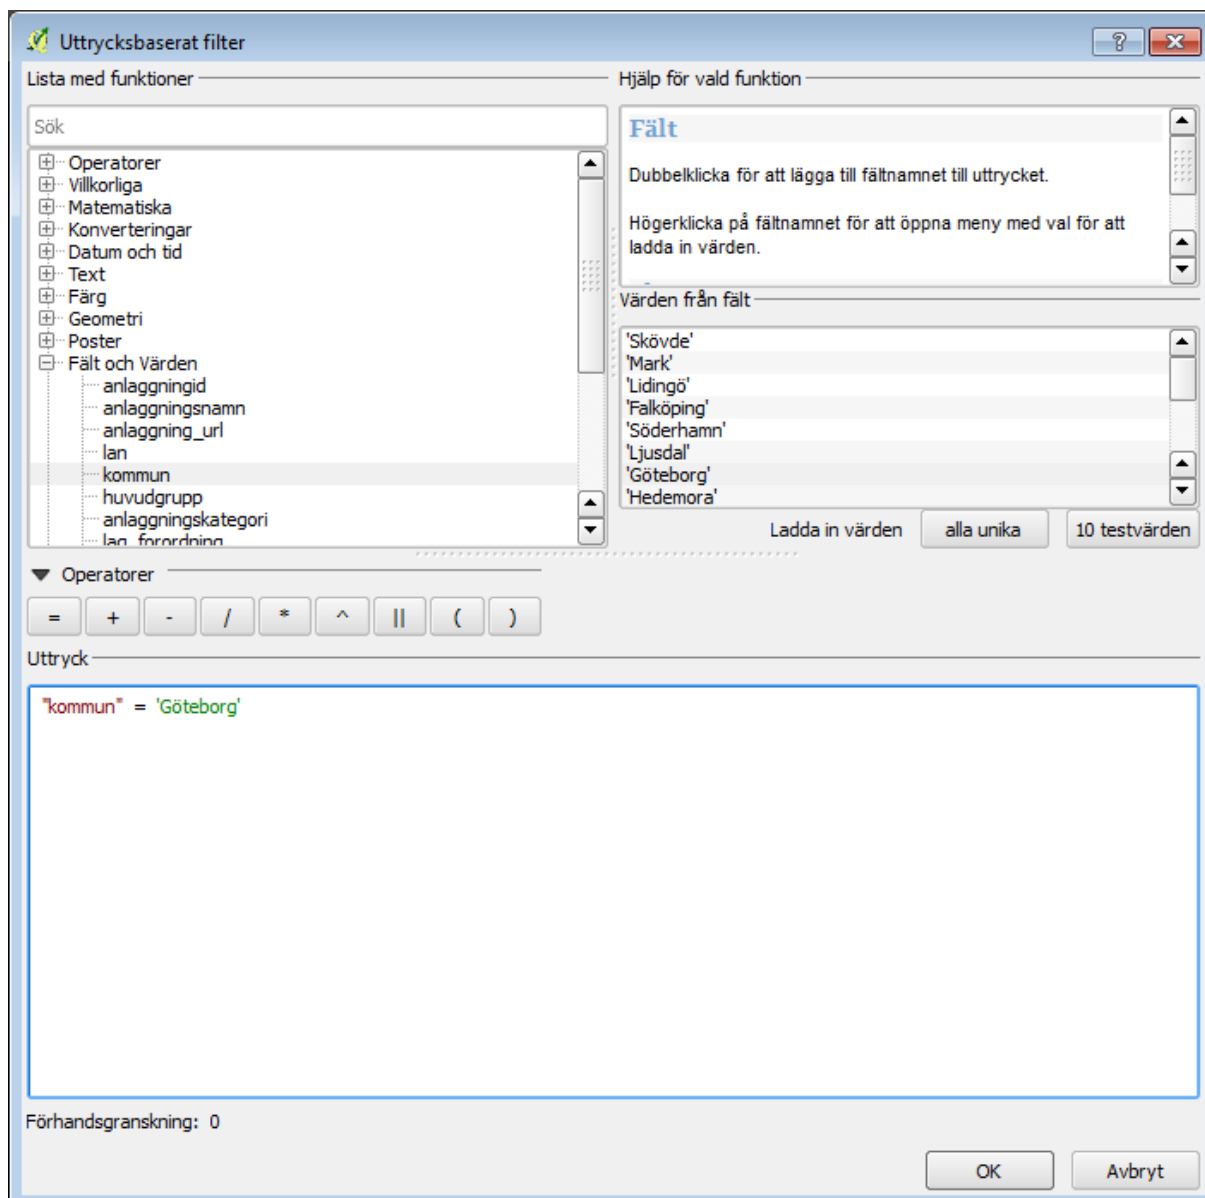 Uttrycksbaserat filter
Lista med funktioner
Sök
Operatorer
Villkorliga
Matematiska
Konverteringar
Datum och tid
Text
Färg
Geometri
Poster
Fält och Värden
anlaggningid
anlaggningsnamn
anlaggning_url
lan
kommun
huvudgrupp
anlaggningskategori
lag_forordning
Hjälp för vald funktion
Fält
Dubbelklicka för att lägga till fältnamnet till uttrycket.
Högerklicka på fältnamnet för att öppna meny med val för att
ladda in värden.
Värden från fält
'Skövde'
'Mark'
'Lidingö'
'Falköping'
'Söderhamn'
'Ljusdal'
'Göteborg'
'Hedemora'
Ladda in värden alla unika 10 testvärden
Operatorer
= + - / * ^ || ( )
Uttryck
"kommun" = 'Göteborg'
Förhandsgranskning: 0
OK Avbryt